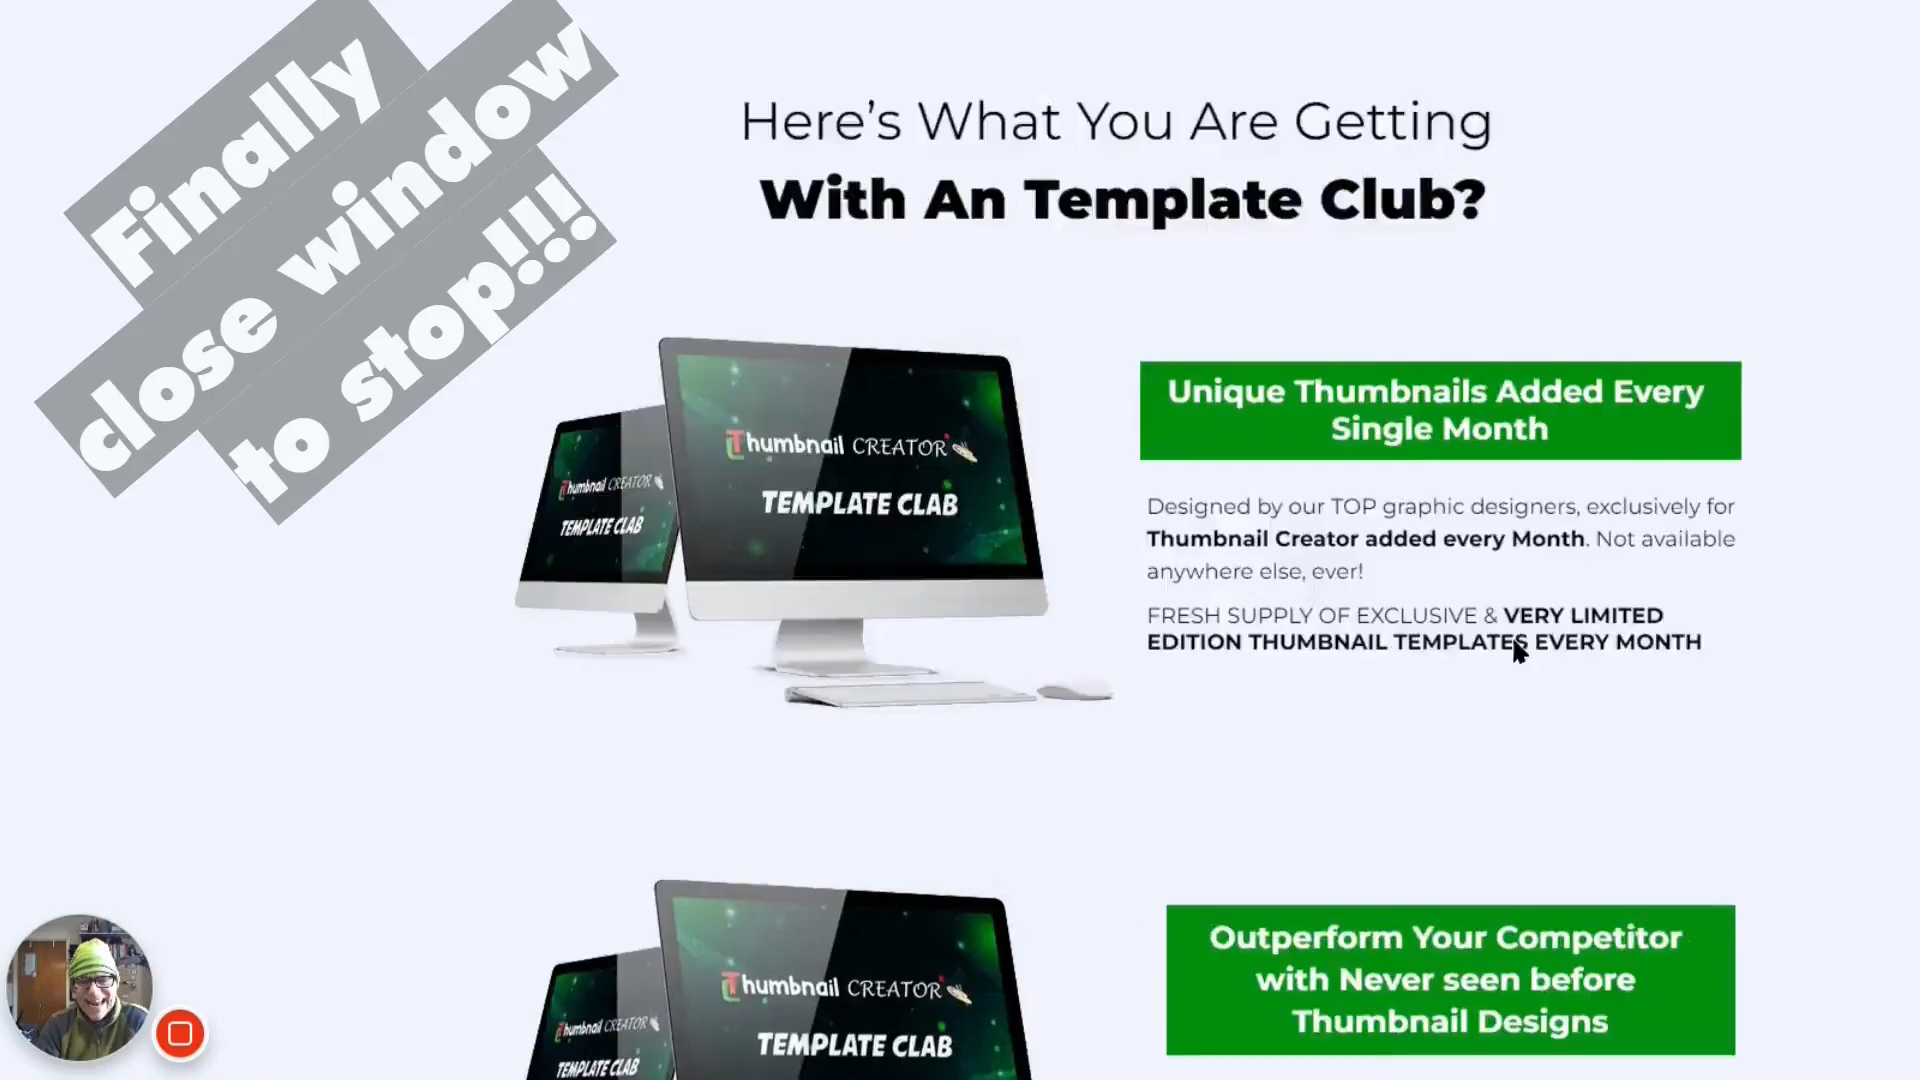 Finally
close window
to stop!!!
Here’s What You Are Getting
With An Template Club?
Thumbnail CREATOR
TEMPLATE CLAB
Thumbnail CREATOR
TEMPLATE CLAB
Unique Thumbnails Added Every
Single Month
Designed by our TOP graphic designers, exclusively for
Thumbnail Creator added every Month. Not available
anywhere else, ever!
FRESH SUPPLY OF EXCLUSIVE & VERY LIMITED
EDITION THUMBNAIL TEMPLATES EVERY MONTH
Thumbnail CREATOR
TEMPLATE CLAB
Thumbnail CREATOR
TEMPLATE CLAB
Outperform Your Competitor
with Never seen before
Thumbnail Designs